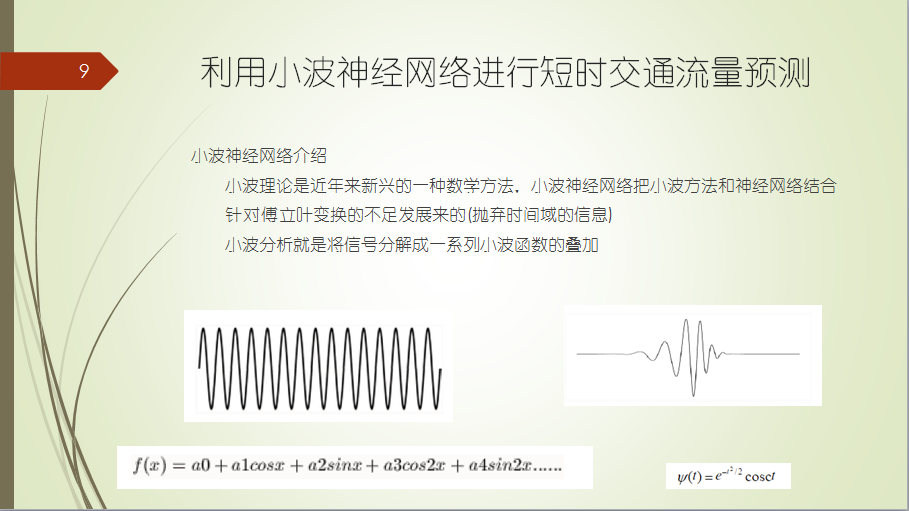 9
利用小波神经网络进行短时交通流量预测
小波神经网络介绍
小波理论是近年来新兴的一种数学方法，小波神经网络把小波方法和神经网络结合
针对傅立叶变换的不足发展来的(抛弃时间域的信息)
小波分析就是将信号分解成一系列小波函数的叠加
f(x) = a0 + a1cosx + a2sinx + a3cos2x + a4sin2x......
ψ(t) = e^{-t²/2} cosct